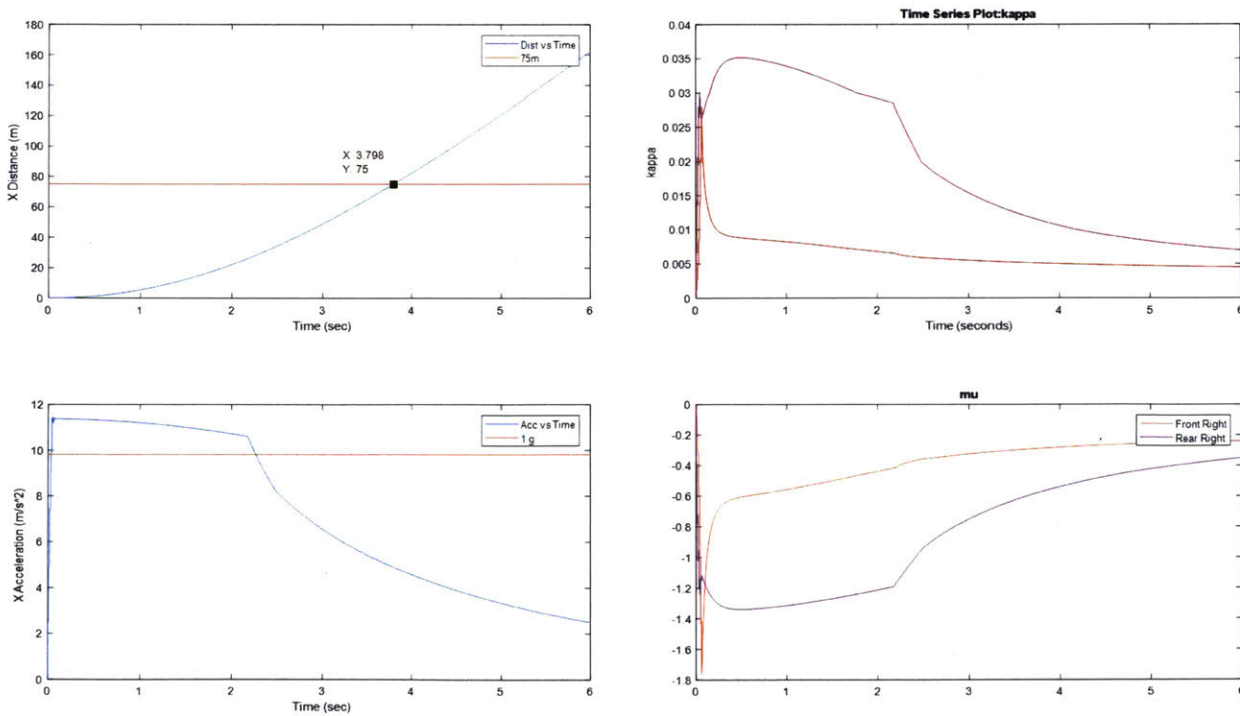 180
160
140
120
100
80
60
40
20
0
X Distance (m)
Dist vs Time
75m
X 3.798
Y. 75
0 1 2 3 4 5 6
Time (sec)
Time Series Plot:kappa
0.04
0.035
0.03
0.025
0.02
0.015
0.01
0.005
0
kappa
0 1 2 3 4 5 6
Time (seconds)
12
10
8
6
4
2
0
X Acceleration (m/s^2)
Acc vs Time
1 g
0 1 2 3 4 5 6
Time (sec)
mu
0
-0.2
-0.4
-0.6
-0.8
-1
-1.2
-1.4
-1.6
-1.8
Front Right
Rear Right
0 1 2 3 4 5 6